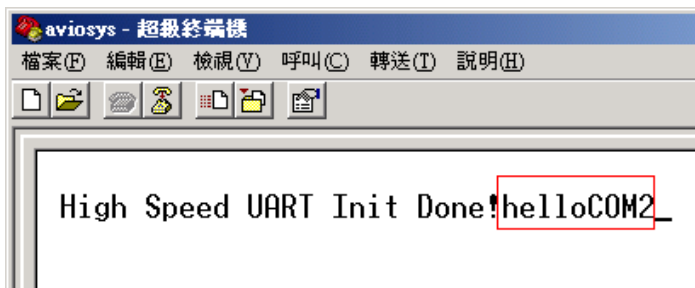 aviosys - 超級終端機
檔案(F) 編輯(E) 檢視(V) 呼叫(C) 轉送(T) 說明(H)
High Speed UART Init Done!helloCOM2_